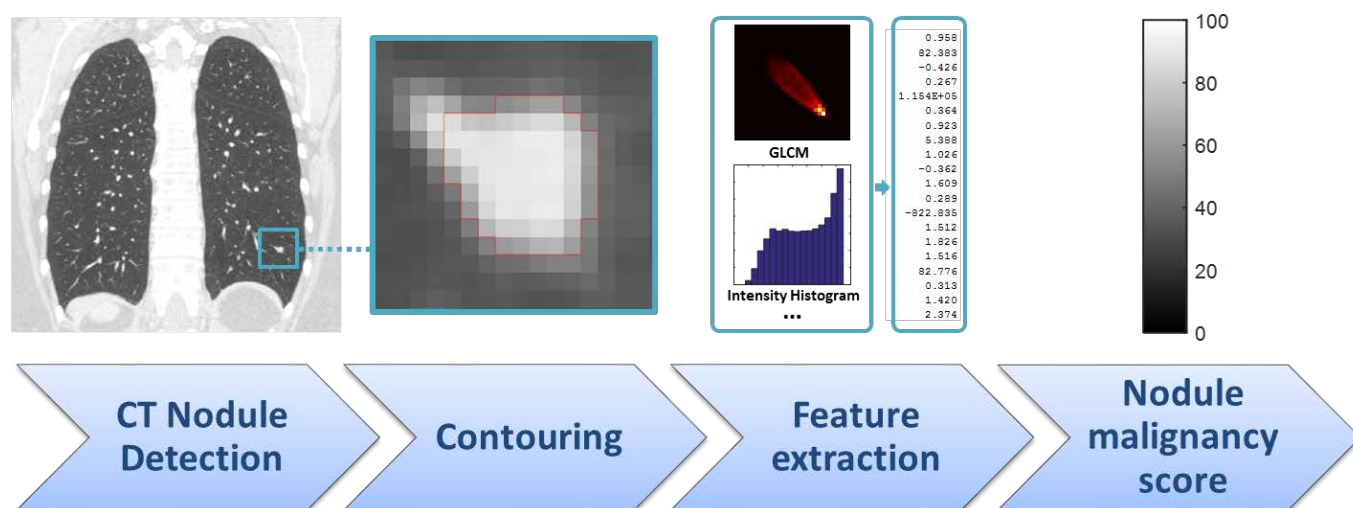 GLCM
Intensity Histogram
...
0.958
82.383
-0.426
0.267
1.154E+05
0.364
0.923
5.388
1.026
-0.362
1.609
0.289
-822.835
1.512
1.826
1.516
82.776
0.313
1.420
2.374
100
80
60
40
20
0
CT Nodule
Detection
Contouring
Feature
extraction
Nodule
malignancy
score